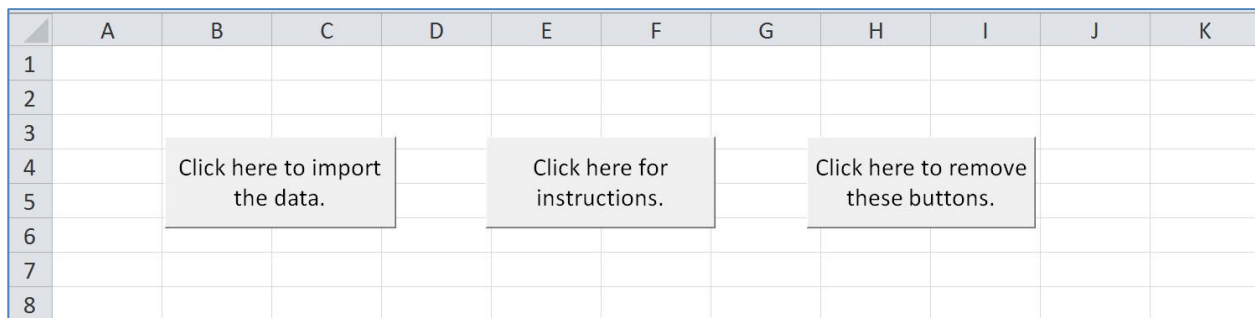 A B C D E F G H I J K
1
2
3
4
5
6
7
8
Click here to import
the data.
Click here for
instructions.
Click here to remove
these buttons.